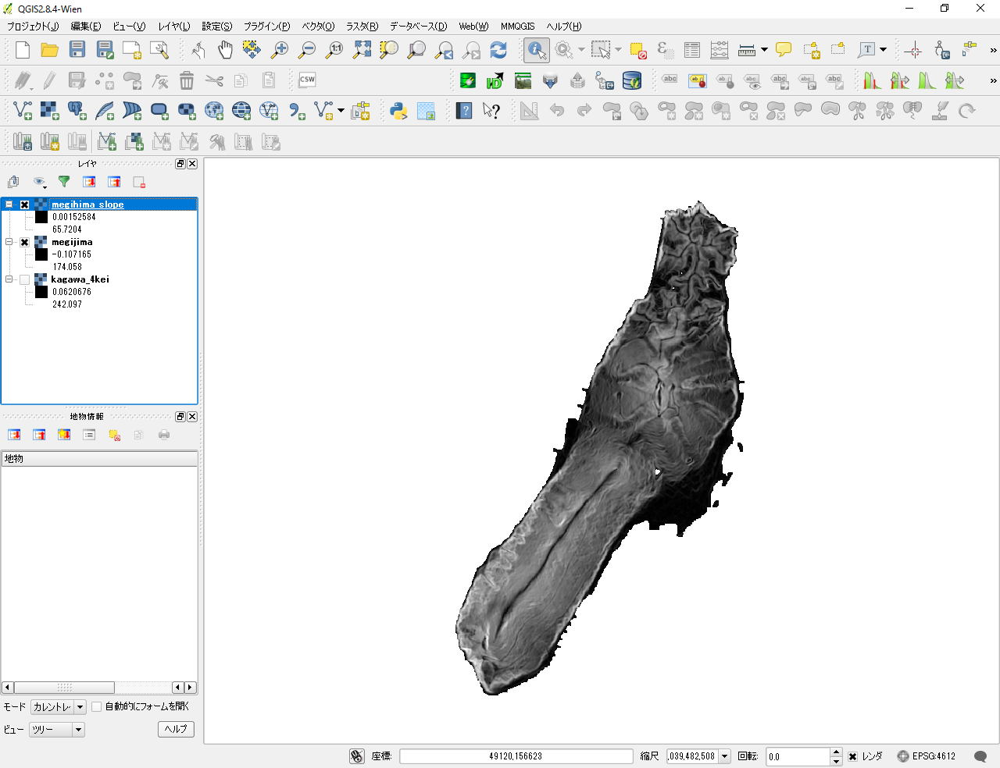 QGIS2.8.4-Wien
プロジェクト(J) 編集(E) ビュー(V) レイヤ(L) 設定(S) プラグイン(P) ベクタ(O) ラスタ(R) データベース(D) Web(W) MMQGIS ヘルプ(H)
1:1
CSW
abc
レイヤ
megihima_slope
0.00152584
65.7204
megijima
-0.107165
174.058
kagawa_4kei
0.0620676
242.097
地物情報
地物
モード カレントレ 自動的にフォームを開く
ビュー ツリー ヘルプ
座標: 49120,156623 縮尺 ,039,482,508 回転: 0.0 レンダ EPSG:4612